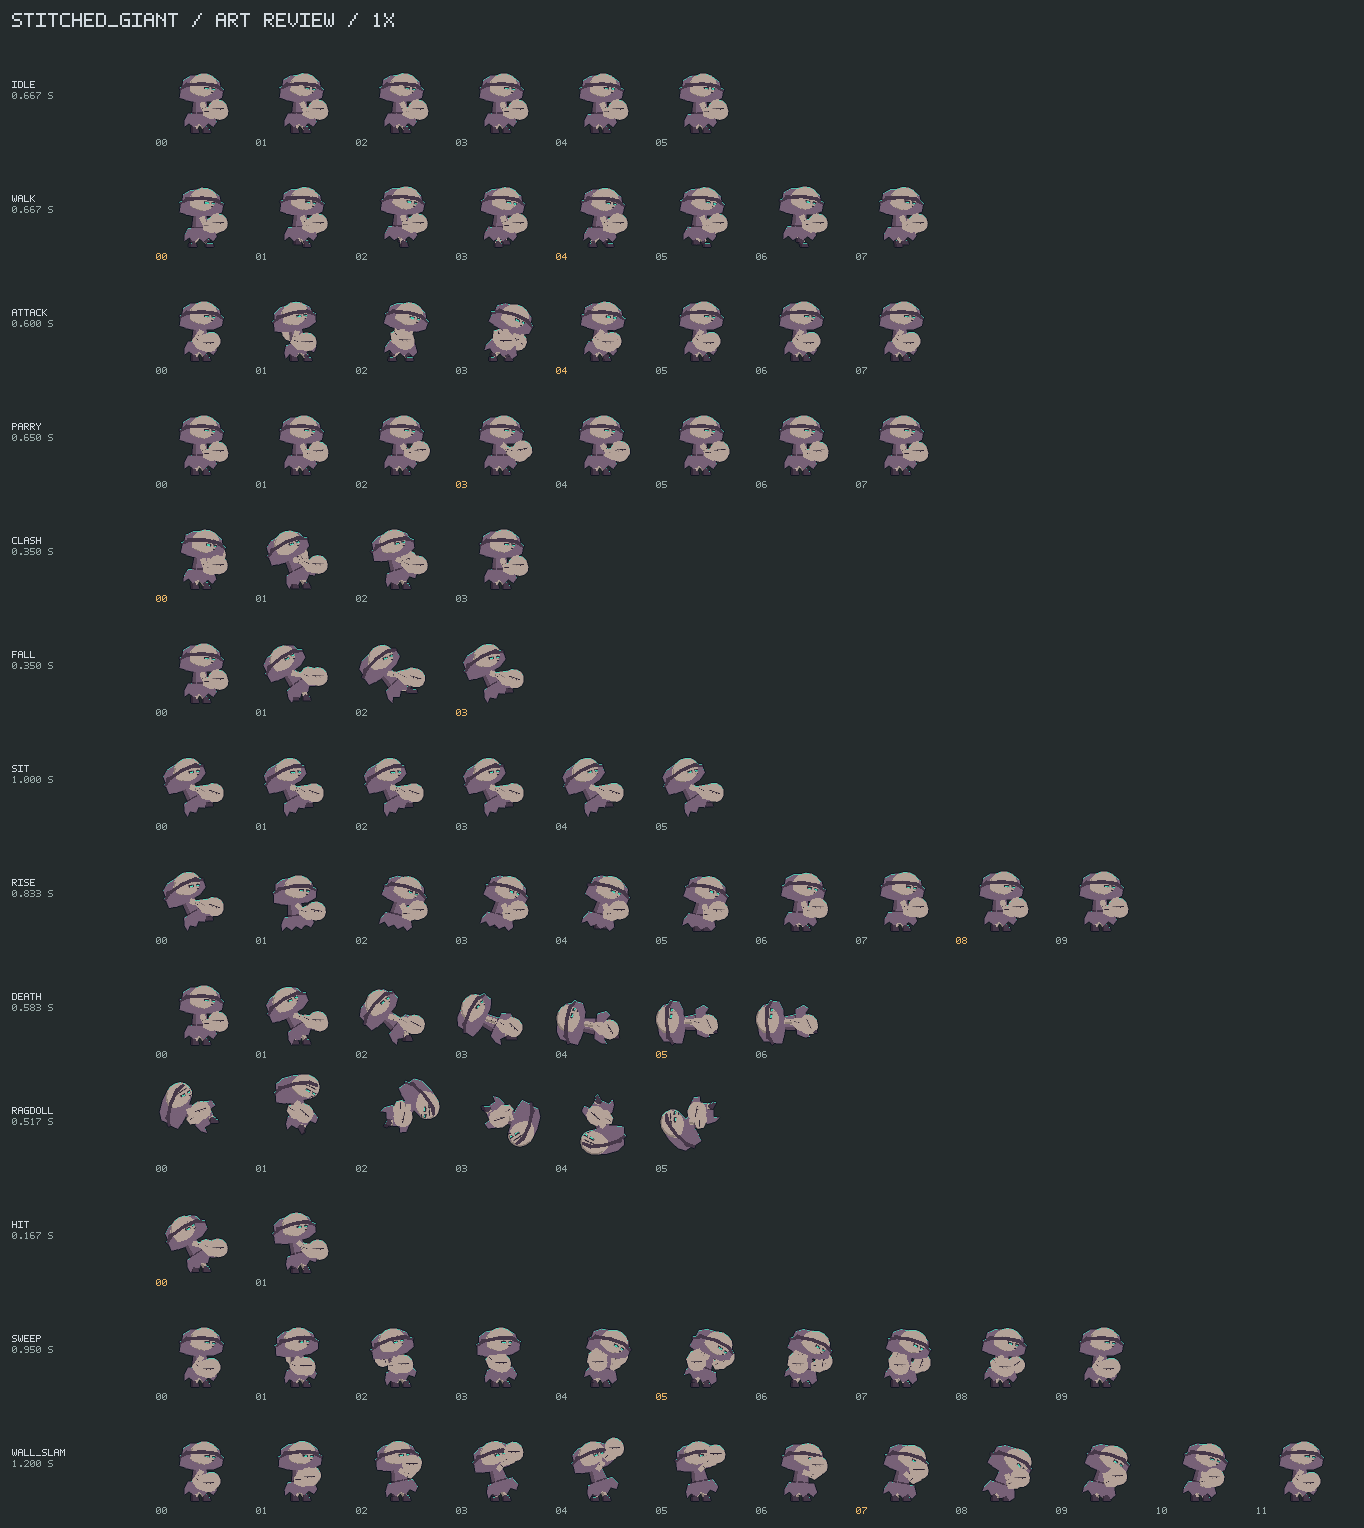 STITCHED_GIANT / ART REVIEW / 1X
IDLE
0.667 S
00 01 02 03 04 05
WALK
0.667 S
00 01 02 03 04 05 06 07
ATTACK
0.600 S
00 01 02 03 04 05 06 07
PARRY
0.650 S
00 01 02 03 04 05 06 07
CLASH
0.350 S
00 01 02 03
FALL
0.350 S
00 01 02 03
SIT
1.000 S
00 01 02 03 04 05
RISE
0.833 S
00 01 02 03 04 05 06 07 08 09
DEATH
0.583 S
00 01 02 03 04 05 06
RAGDOLL
0.517 S
00 01 02 03 04 05
HIT
0.167 S
00 01
SWEEP
0.950 S
00 01 02 03 04 05 06 07 08 09
WALL_SLAM
1.200 S
00 01 02 03 04 05 06 07 08 09 10 11